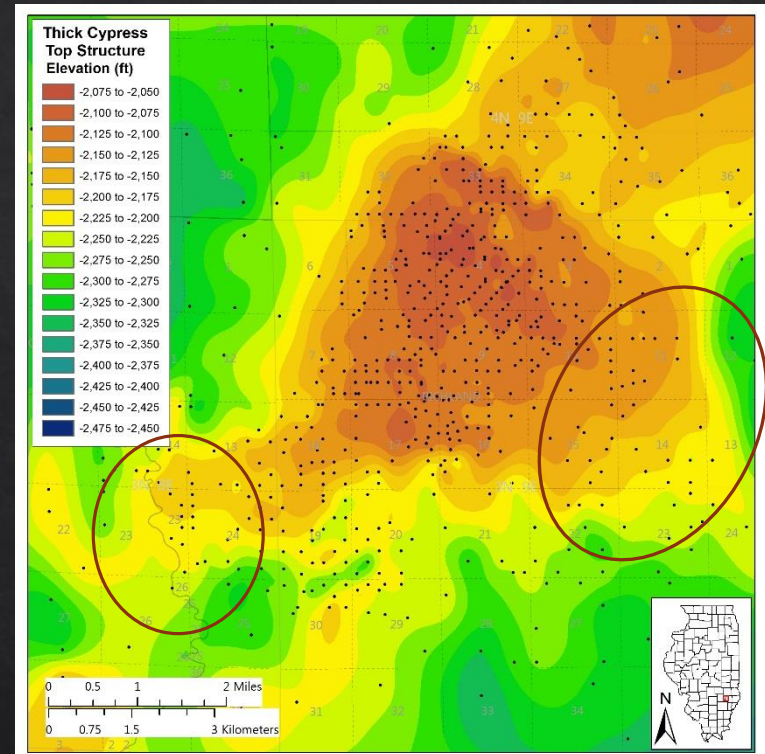 Thick Cypress
Top Structure
Elevation (ft)
-2,075 to -2,050
-2,100 to -2,075
-2,125 to -2,100
-2,150 to -2,125
-2,175 to -2,150
-2,200 to -2,175
-2,225 to -2,200
-2,250 to -2,225
-2,275 to -2,250
-2,300 to -2,275
-2,325 to -2,300
-2,350 to -2,325
-2,375 to -2,350
-2,400 to -2,375
-2,425 to -2,400
-2,450 to -2,425
-2,475 to -2,450
20
29
28
27
4N 9E
36
31
34
6
2
7
12
14
13
15
14
13
17
22
23
24
19
20
21
22
23
24
26
27
26
25
30
29
28
31
32
33
34
0 0.5 1 2 Miles
0 0.75 1.5 3 Kilometers
N